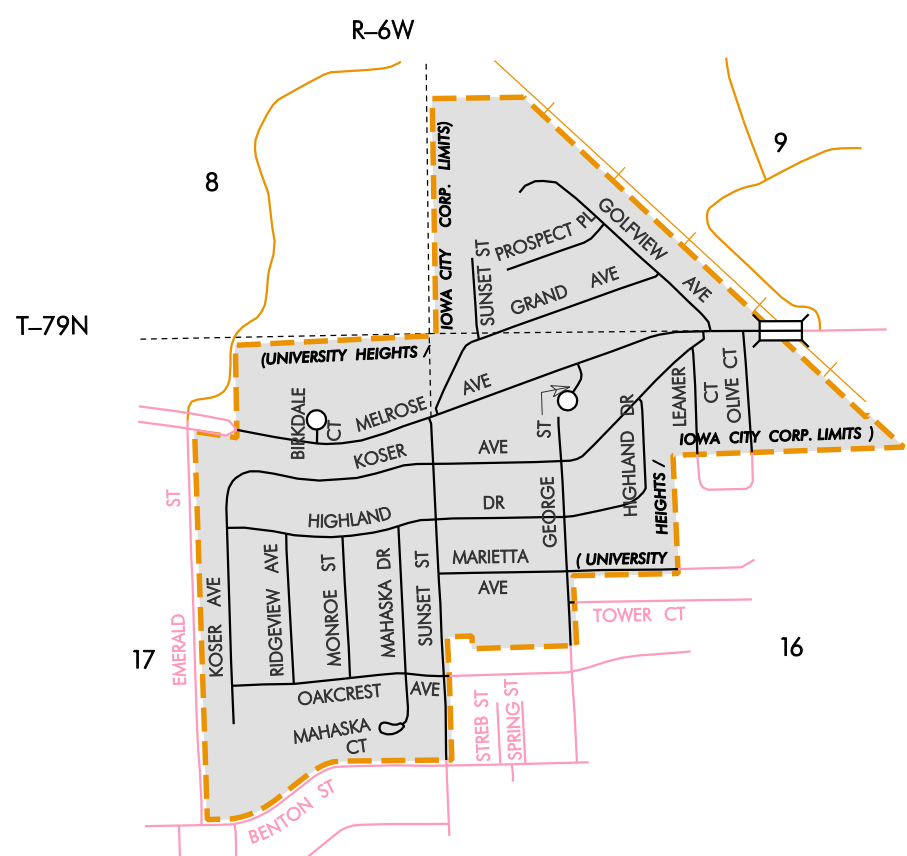 R–6W
9
8
IOWA CITY CORP. LIMITS)
GOLFVIEW AVE
PROSPECT PL
SUNSET ST
GRAND AVE
T–79N
(UNIVERSITY HEIGHTS /
BIRKDALE CT
MELROSE AVE
LEAMER CT
OLIVE CT
KOSER AVE
GEORGE ST
HIGHLAND DR
IOWA CITY CORP. LIMITS )
HEIGHTS /
( UNIVERSITY
EMERALD ST
HIGHLAND DR
MARIETTA AVE
KOSER AVE
RIDGEVIEW AVE
MONROE ST
MAHASKA DR
SUNSET ST
TOWER CT
17
16
OAKCREST AVE
MAHASKA
CT
STREB ST
SPRING ST
BENTON ST